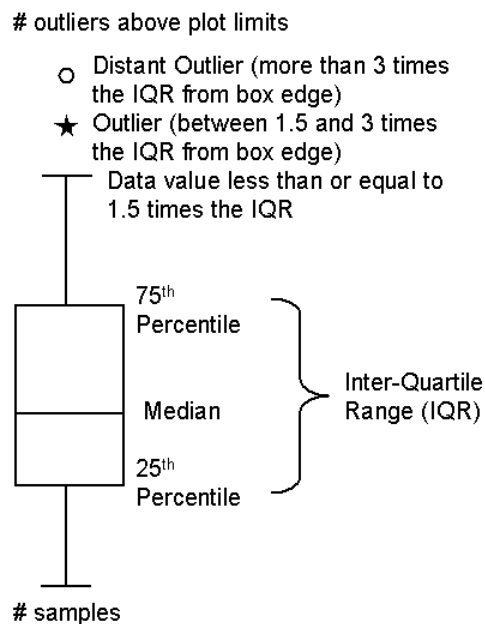 # outliers above plot limits
Distant Outlier (more than 3 times
the IQR from box edge)
Outlier (between 1.5 and 3 times
the IQR from box edge)
Data value less than or equal to
1.5 times the IQR
75th
Percentile
Median
25th
Percentile
Inter-Quartile
Range (IQR)
# samples